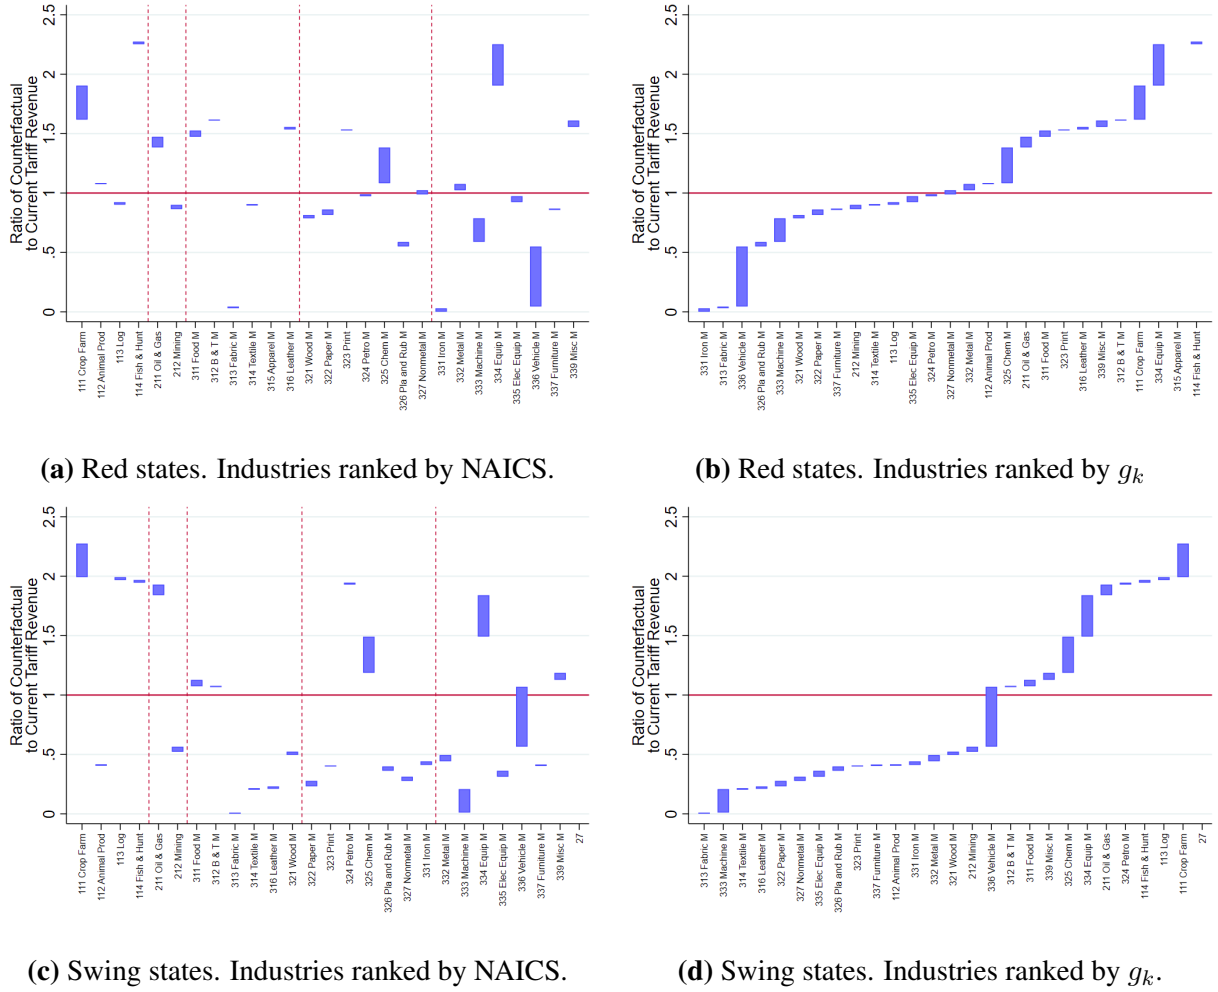 Ratio of Counterfactual
to Current Tariff Revenue
2.5
2
1.5
1
.5
0
111 Crop Farm
112 Animal Prod
113 Log
114 Fish & Hunt
211 Oil & Gas
212 Mining
311 Food M
312 B & T M
313 Fabric M
314 Textile M
315 Apparel M
316 Leather M
321 Wood M
322 Paper M
323 Print
324 Petro M
325 Chem M
326 Pla and Rub M
327 Nonmetal M
331 Iron M
332 Metal M
333 Machine M
334 Equip M
335 Elec Equip M
336 Vehicle M
337 Furniture M
339 Misc M
(a) Red states. Industries ranked by NAICS.
Ratio of Counterfactual
to Current Tariff Revenue
2.5
2
1.5
1
.5
0
331 Iron M
313 Fabric M
336 Vehicle M
326 Pla and Rub M
333 Machine M
321 Wood M
322 Paper M
337 Furniture M
212 Mining
314 Textile M
113 Log
335 Elec Equip M
324 Petro M
327 Nonmetal M
332 Metal M
112 Animal Prod
325 Chem M
211 Oil & Gas
311 Food M
323 Print
316 Leather M
339 Misc M
312 B & T M
111 Crop Farm
334 Equip M
315 Apparel M
114 Fish & Hunt
(b) Red states. Industries ranked by gₖ
Ratio of Counterfactual
to Current Tariff Revenue
2.5
2
1.5
1
.5
0
111 Crop Farm
112 Animal Prod
113 Log
114 Fish & Hunt
211 Oil & Gas
212 Mining
311 Food M
312 B & T M
313 Fabric M
314 Textile M
316 Leather M
321 Wood M
322 Paper M
323 Print
324 Petro M
325 Chem M
326 Pla and Rub M
327 Nonmetal M
331 Iron M
332 Metal M
333 Machine M
334 Equip M
335 Elec Equip M
336 Vehicle M
337 Furniture M
339 Misc M
27
(c) Swing states. Industries ranked by NAICS.
Ratio of Counterfactual
to Current Tariff Revenue
2.5
2
1.5
1
.5
0
313 Fabric M
333 Machine M
314 Textile M
316 Leather M
322 Paper M
327 Nonmetal M
335 Elec Equip M
326 Pla and Rub M
323 Print
337 Furniture M
112 Animal Prod
331 Iron M
332 Metal M
321 Wood M
212 Mining
336 Vehicle M
312 B & T M
311 Food M
339 Misc M
325 Chem M
334 Equip M
211 Oil & Gas
324 Petro M
114 Fish & Hunt
113 Log
111 Crop Farm
27
(d) Swing states. Industries ranked by gₖ.